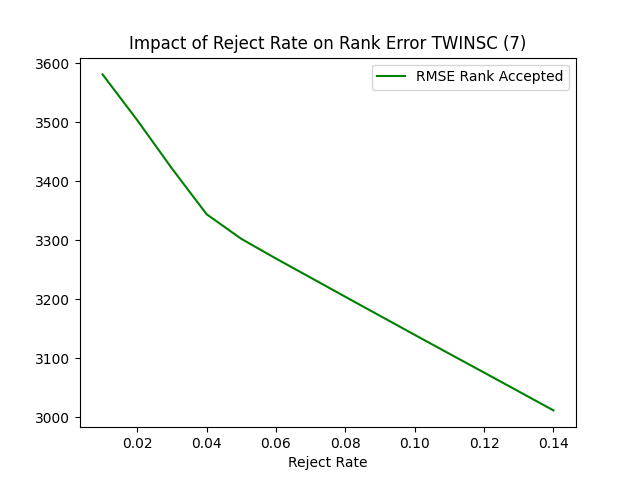 Impact of Reject Rate on Rank Error TWINSC (7)
RMSE Rank Accepted
3600
3500
3400
3300
3200
3100
3000
0.02 0.04 0.06 0.08 0.10 0.12 0.14
Reject Rate